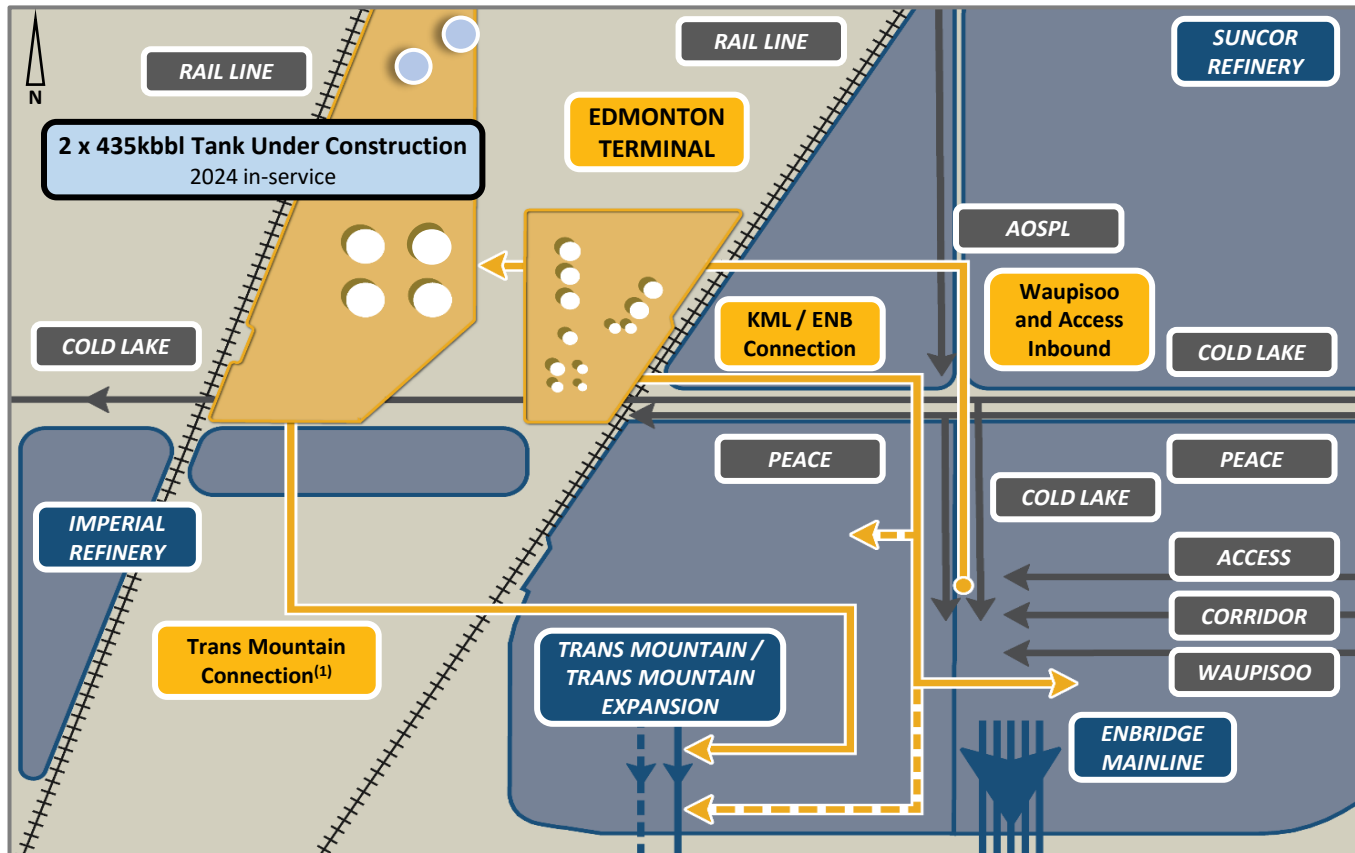 RAIL LINE
RAIL LINE
SUNCOR
REFINERY
N
2 x 435kbbl Tank Under Construction
2024 in-service
EDMONTON
TERMINAL
AOSPL
Waupisoo
and Access
Inbound
KML / ENB
Connection
COLD LAKE
COLD LAKE
PEACE
PEACE
COLD LAKE
IMPERIAL
REFINERY
ACCESS
CORRIDOR
WAUPISOO
Trans Mountain
Connection(1)
TRANS MOUNTAIN /
TRANS MOUNTAIN
EXPANSION
ENBRIDGE
MAINLINE